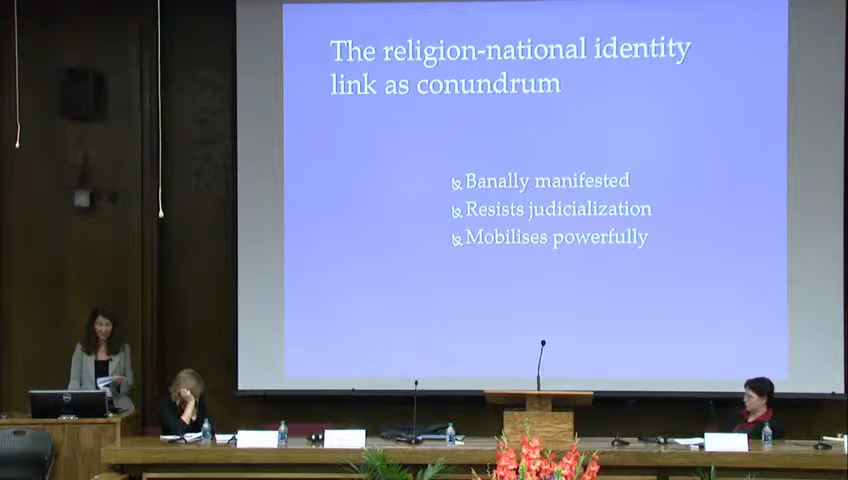 The religion-national identity
link as conundrum
Banally manifested
Resists judicialization
Mobilises powerfully